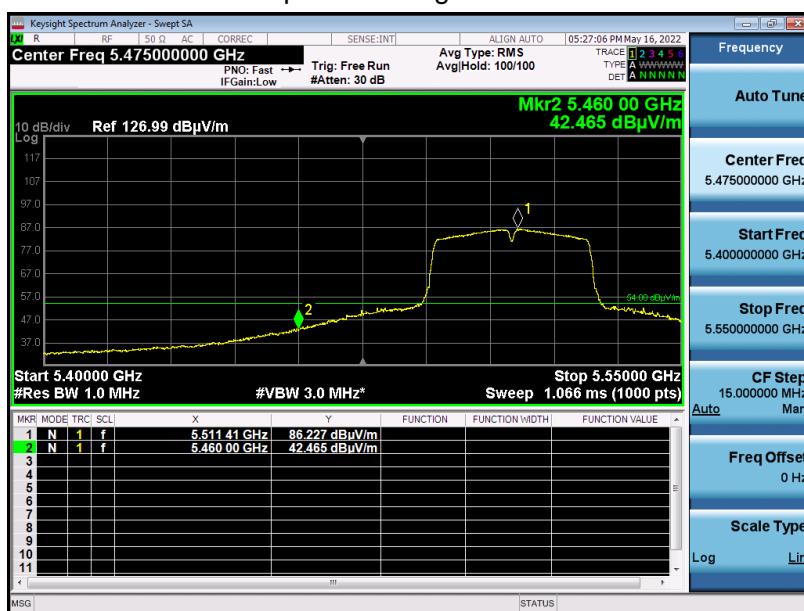 Keysight Spectrum Analyzer - Swept SA
LXI R RF 50 Ω AC CORREC SENSE:INT ALIGN AUTO 05:27:06 PM May 16, 2022
Center Freq 5.475000000 GHz
PNO: Fast
IFGain:Low
Trig: Free Run
#Atten: 30 dB
Avg Type: RMS
Avg|Hold: 100/100
TRACE 1 2 3 4 5 6
TYPE A WWWWW
DET A N N N N N
Mkr2 5.460 00 GHz
42.465 dBµV/m
10 dB/div Ref 126.99 dBµV/m
Log
117
107
97.0
87.0
77.0
67.0
57.0
47.0
37.0
1
2
54.00 dBµV/m
Start 5.40000 GHz Stop 5.55000 GHz
#Res BW 1.0 MHz #VBW 3.0 MHz* Sweep 1.066 ms (1000 pts)
MKR MODE TRC SCL X Y FUNCTION FUNCTION WIDTH FUNCTION VALUE
1 N 1 f 5.511 41 GHz 86.227 dBµV/m
2 N 1 f 5.460 00 GHz 42.465 dBµV/m
3
4
5
6
7
8
9
10
11
MSG STATUS
Frequency
Auto Tune
Center Freq
5.475000000 GHz
Start Freq
5.400000000 GHz
Stop Freq
5.550000000 GHz
CF Step
15.000000 MHz
Auto Man
Freq Offset
0 Hz
Scale Type
Log Lin